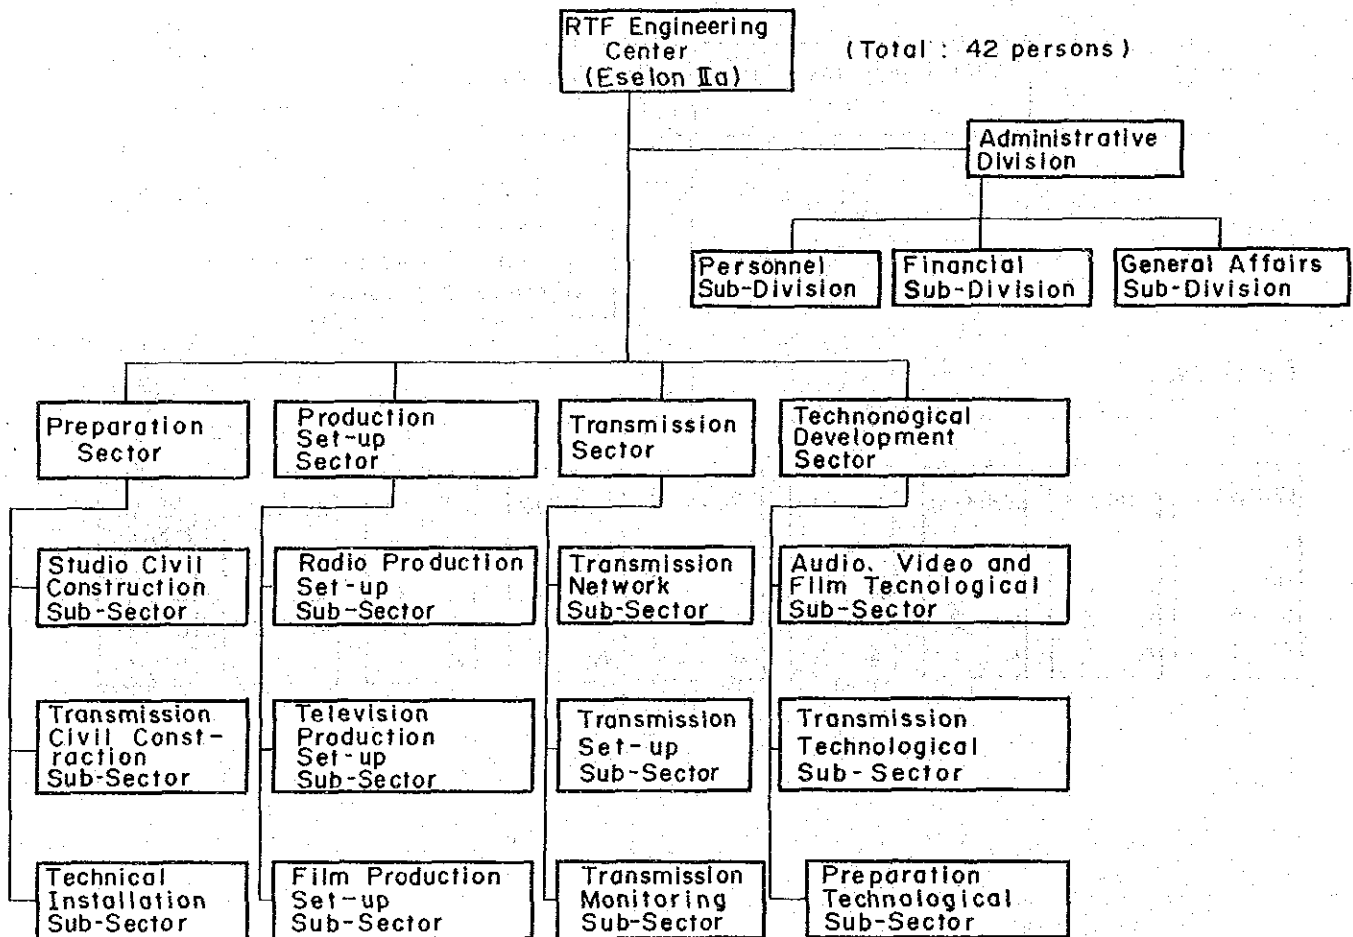 RTF Engineering
Center
(Eselon IIa)
(Total : 42 persons)
Administrative
Division
Personnel
Sub-Division
Financial
Sub-Division
General Affairs
Sub-Division
Preparation
Sector
Production
Set-up
Sector
Transmission
Sector
Technonogical
Development
Sector
Studio Civil
Construction
Sub-Sector
Radio Production
Set-up
Sub-Sector
Transmission
Network
Sub-Sector
Audio, Video and
Film Tecnological
Sub-Sector
Transmission
Civil Const-
raction
Sub-Sector
Television
Production
Set-up
Sub-Sector
Transmission
Set-up
Sub-Sector
Transmission
Technological
Sub-Sector
Technical
Installation
Sub-Sector
Film Production
Set-up
Sub-Sector
Transmission
Monitoring
Sub-Sector
Preparation
Technological
Sub-Sector